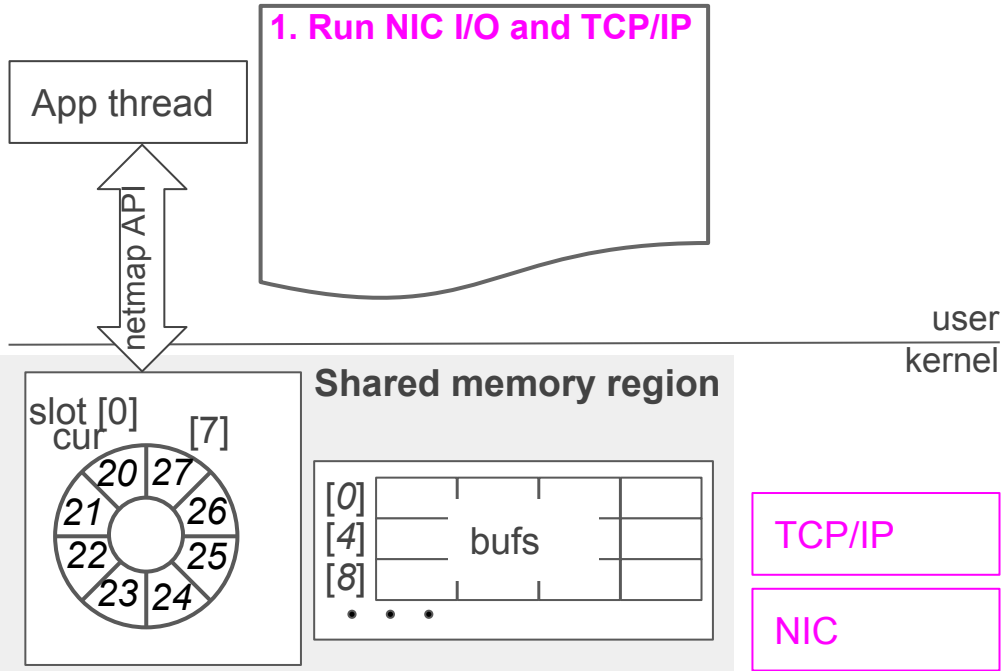 1. Run NIC I/O and TCP/IP
App thread
netmap API
user
kernel
Shared memory region
slot [0]
cur
[7]
20
27
21
26
22
25
23
24
[0]
[4]
[8]
bufs
• • •
TCP/IP
NIC